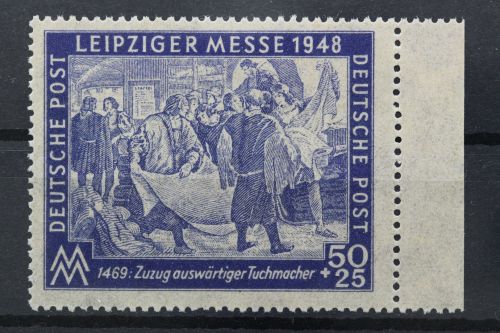 LEIPZIGER MESSE 1948
DEUTSCHE POST
DEUTSCHE POST
MM
1469: Zuzug auswärtiger Tuchmacher
50
+25